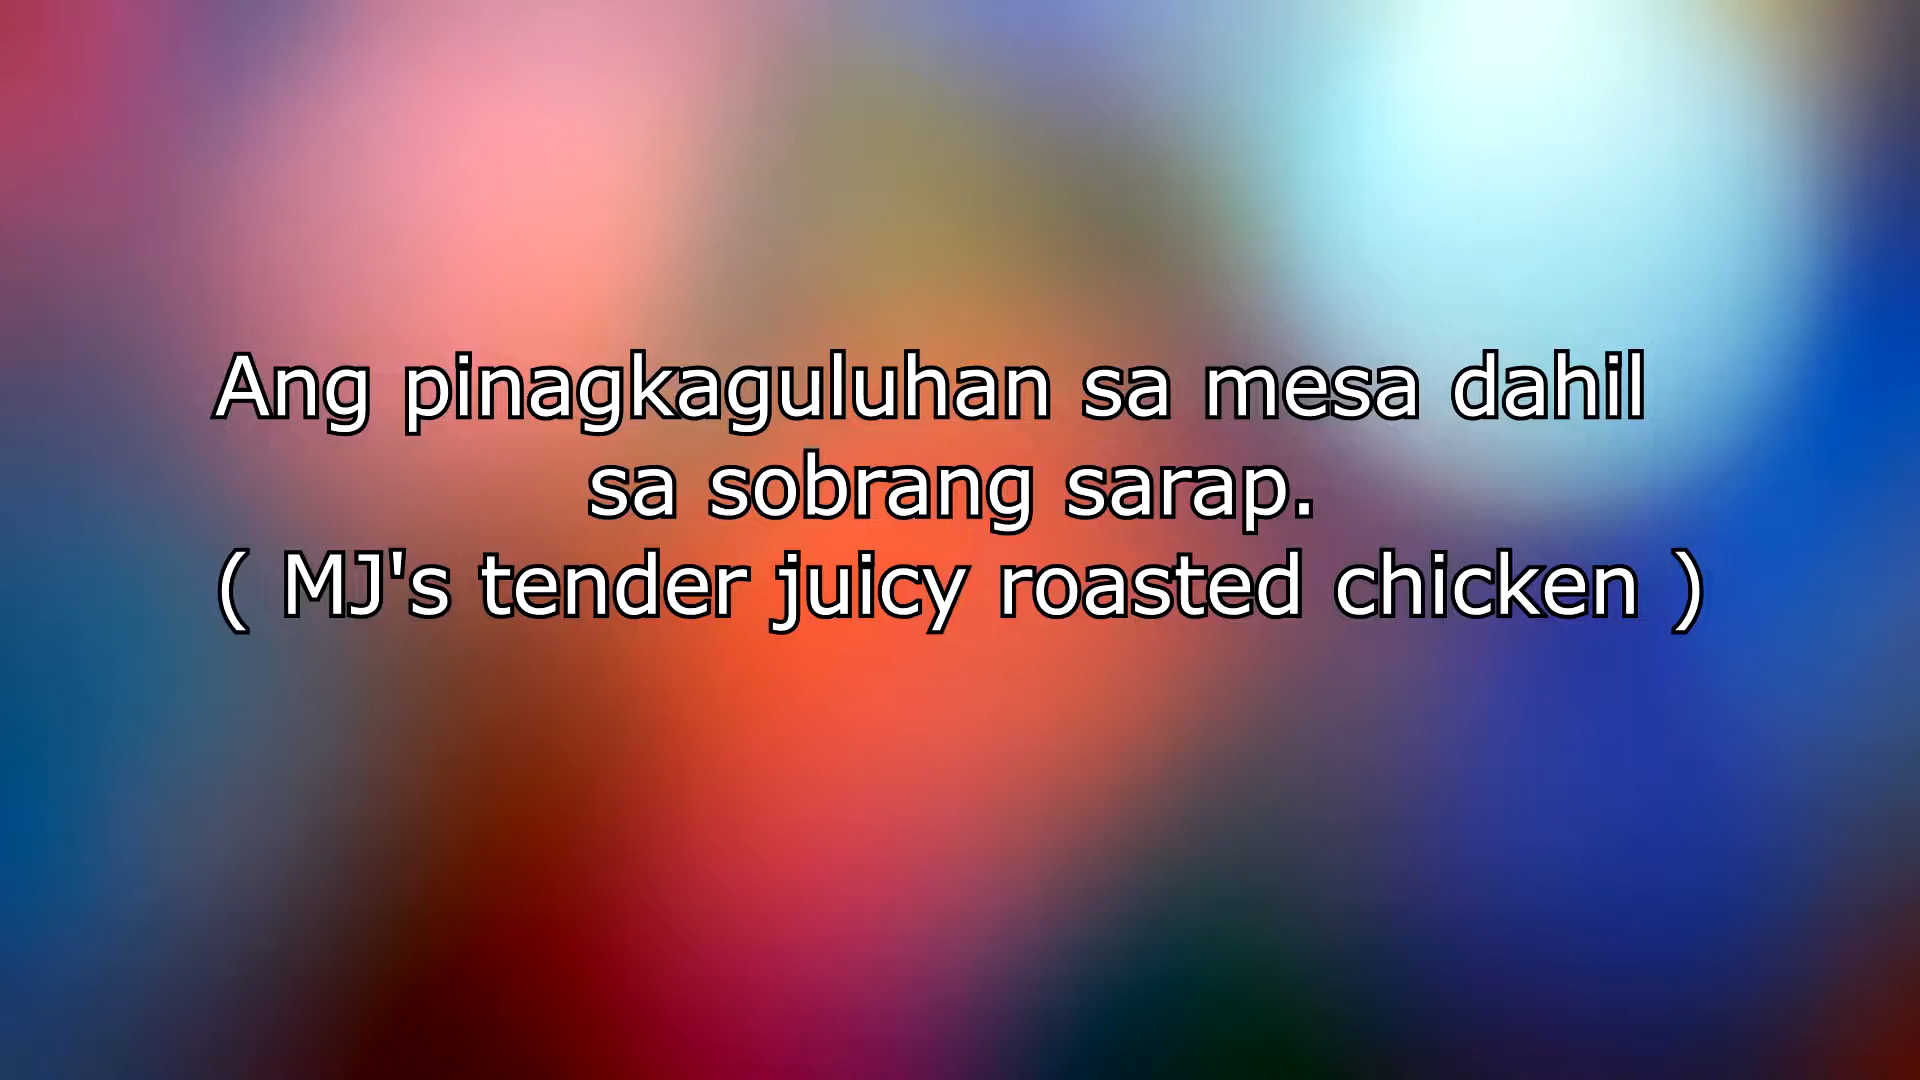 Ang pinagkaguluhan sa mesa dahil
sa sobrang sarap.
( MJ's tender juicy roasted chicken )